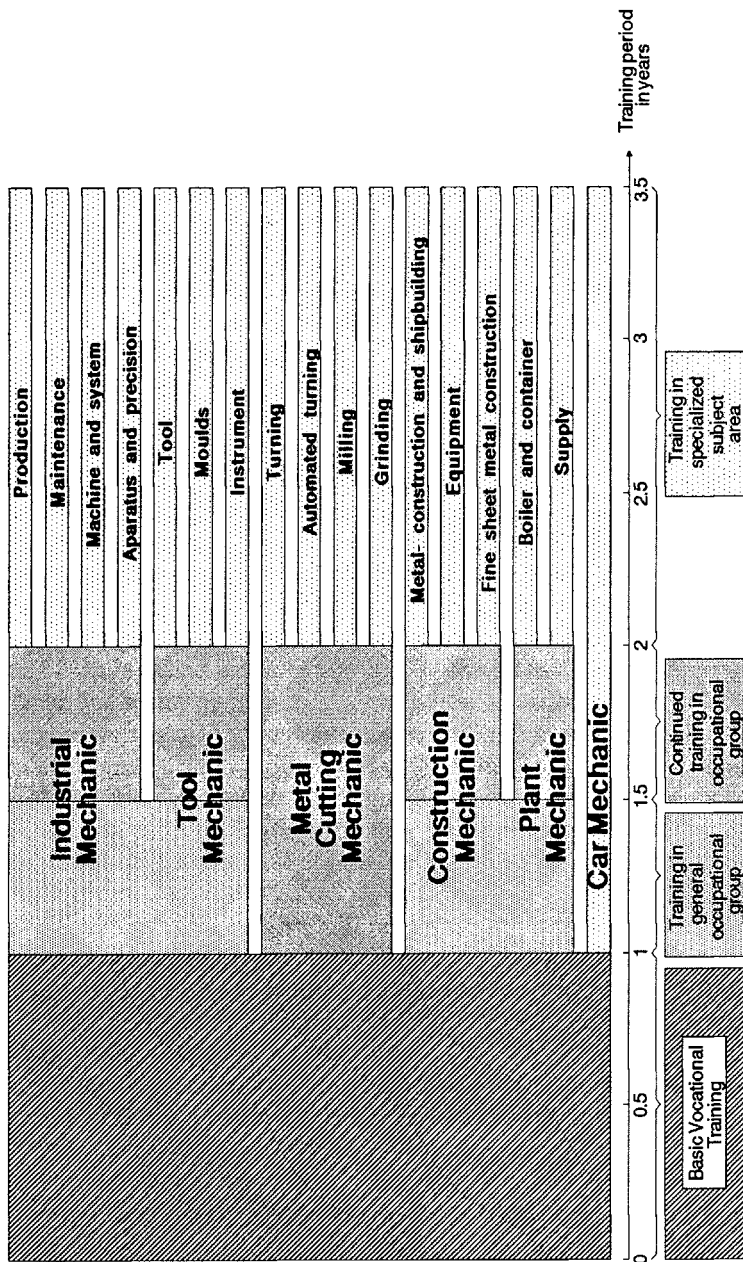 Production
Maintenance
Machine and system
Aparatus and precision
Tool
Moulds
Instrument
Turning
Automated turning
Milling
Grinding
Metal- construction and shipbuilding
Equipment
Fine sheet metal construction
Boiler and container
Supply
Industrial
Mechanic
Tool
Mechanic
Metal
Cutting
Mechanic
Construction
Mechanic
Plant
Mechanic
Car Mechanic
0
0.5
1
1.5
2
2.5
3
3.5
Training period
in years
Basic Vocational
Training
Training in
general
occupational
group
Continued
training in
occupational
group
Training in
specialized
subject
area